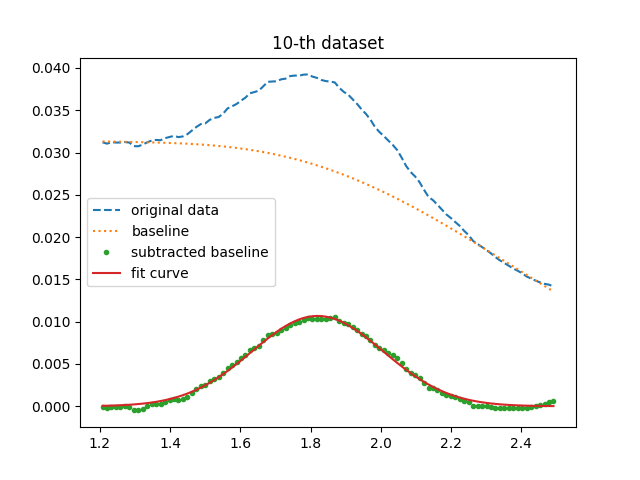 10-th dataset
0.040
0.035
0.030
0.025
0.020
0.015
0.010
0.005
0.000
original data
baseline
subtracted baseline
fit curve
1.2 1.4 1.6 1.8 2.0 2.2 2.4